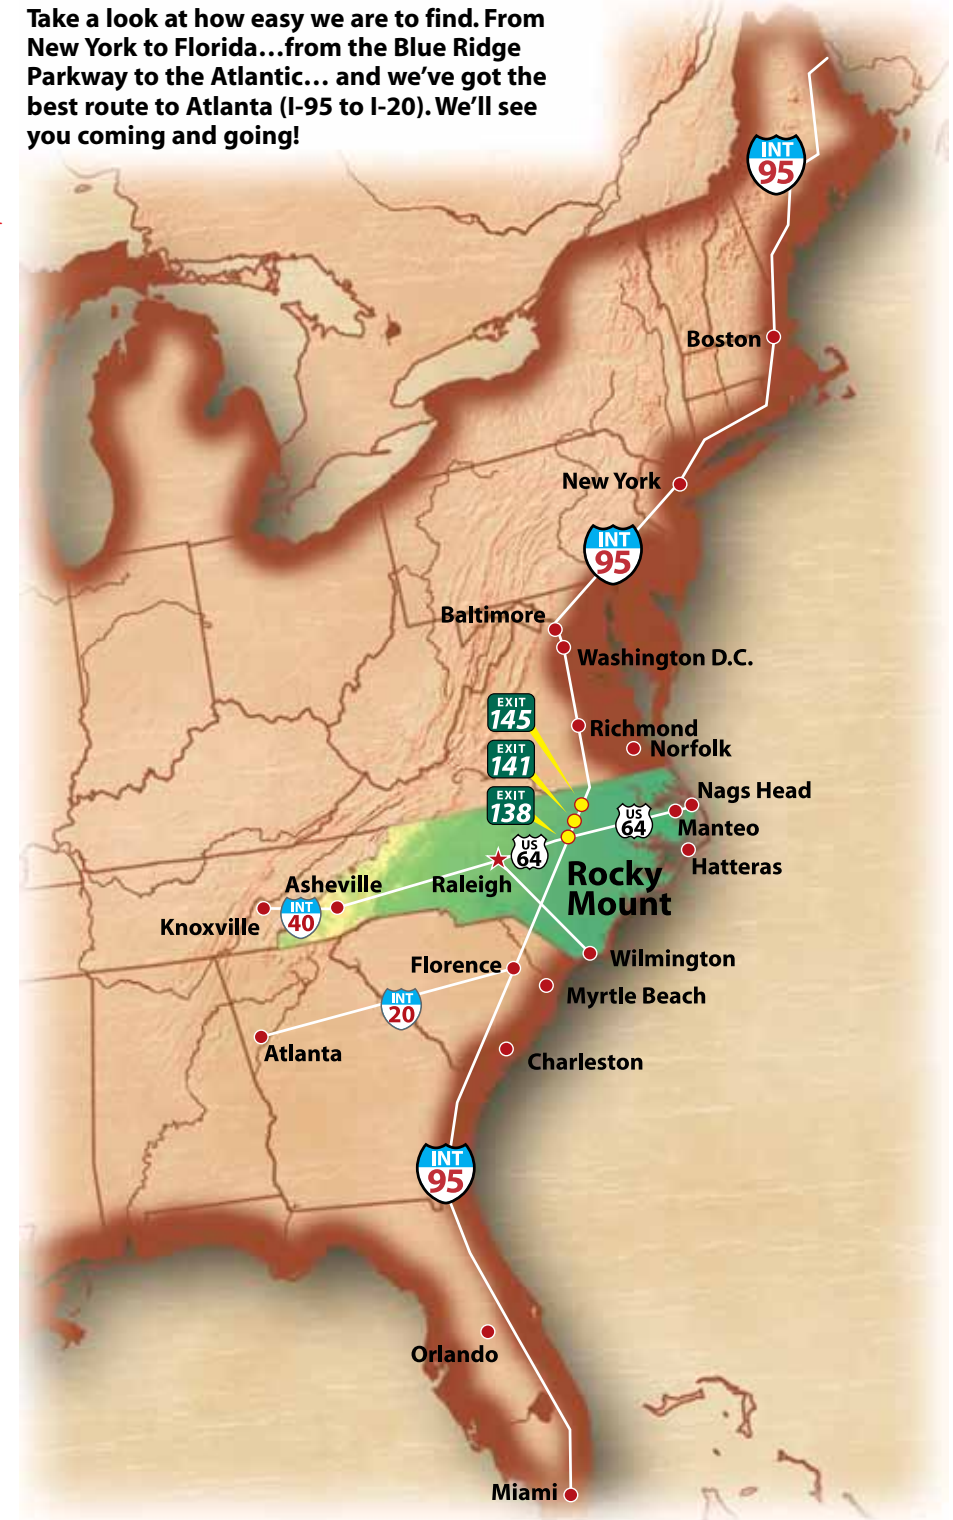 Take a look at how easy we are to find. From
New York to Florida…from the Blue Ridge
Parkway to the Atlantic… and we’ve got the
best route to Atlanta (I-95 to I-20). We’ll see
you coming and going!
INT
95
Boston
New York
INT
95
Baltimore
Washington D.C.
EXIT
145
Richmond
Norfolk
EXIT
141
Nags Head
EXIT
138
US
64
Manteo
US
64
Hatteras
Rocky
Mount
Raleigh
Asheville
INT
40
Knoxville
Wilmington
Florence
Myrtle Beach
INT
20
Atlanta
Charleston
INT
95
Orlando
Miami